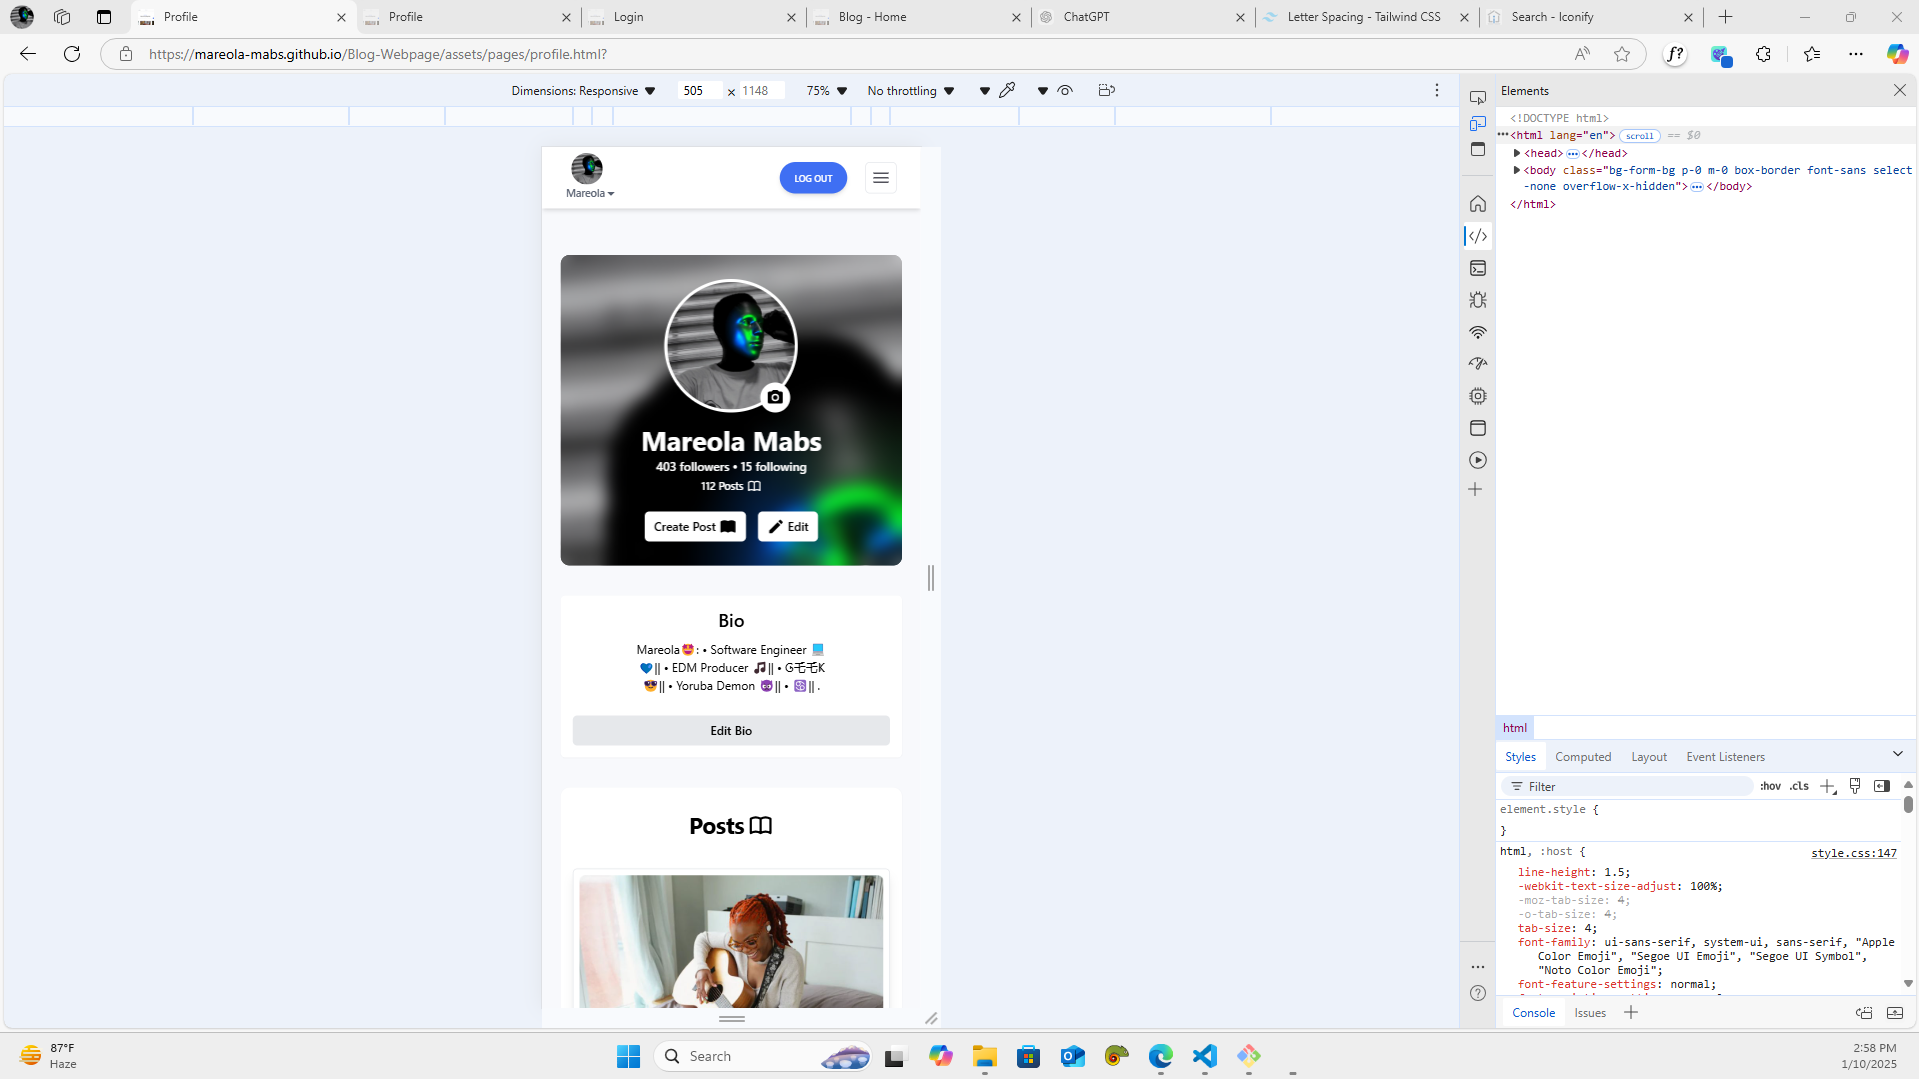 Profile
Profile
Login
Blog - Home
ChatGPT
Letter Spacing - Tailwind CSS
Search - Iconify
https://mareola-mabs.github.io/Blog-Webpage/assets/pages/profile.html?
Dimensions: Responsive
505
×
1148
75%
No throttling
Mareola
LOG OUT
Mareola Mabs
403 followers • 15 following
112 Posts
Create Post
Edit
Bio
Mareola🤩: • Software Engineer 💻
💙|| • EDM Producer 🎵|| • G乇乇K
😎|| • Yoruba Demon 😈|| • ⚛️|| .
Edit Bio
Posts
Elements
<!DOCTYPE html>
<html lang="en"> scroll == $0
<head> </head>
<body class="bg-form-bg p-0 m-0 box-border font-sans select
-none overflow-x-hidden"> </body>
</html>
html
Styles
Computed
Layout
Event Listeners
Filter
:hov
.cls
element.style {
}
html, :host {
style.css:147
line-height: 1.5;
-webkit-text-size-adjust: 100%;
-moz-tab-size: 4;
-o-tab-size: 4;
tab-size: 4;
font-family: ui-sans-serif, system-ui, sans-serif, "Apple
Color Emoji", "Segoe UI Emoji", "Segoe UI Symbol",
"Noto Color Emoji";
font-feature-settings: normal;
Console
Issues
87°F
Haze
Search
2:58 PM
1/10/2025